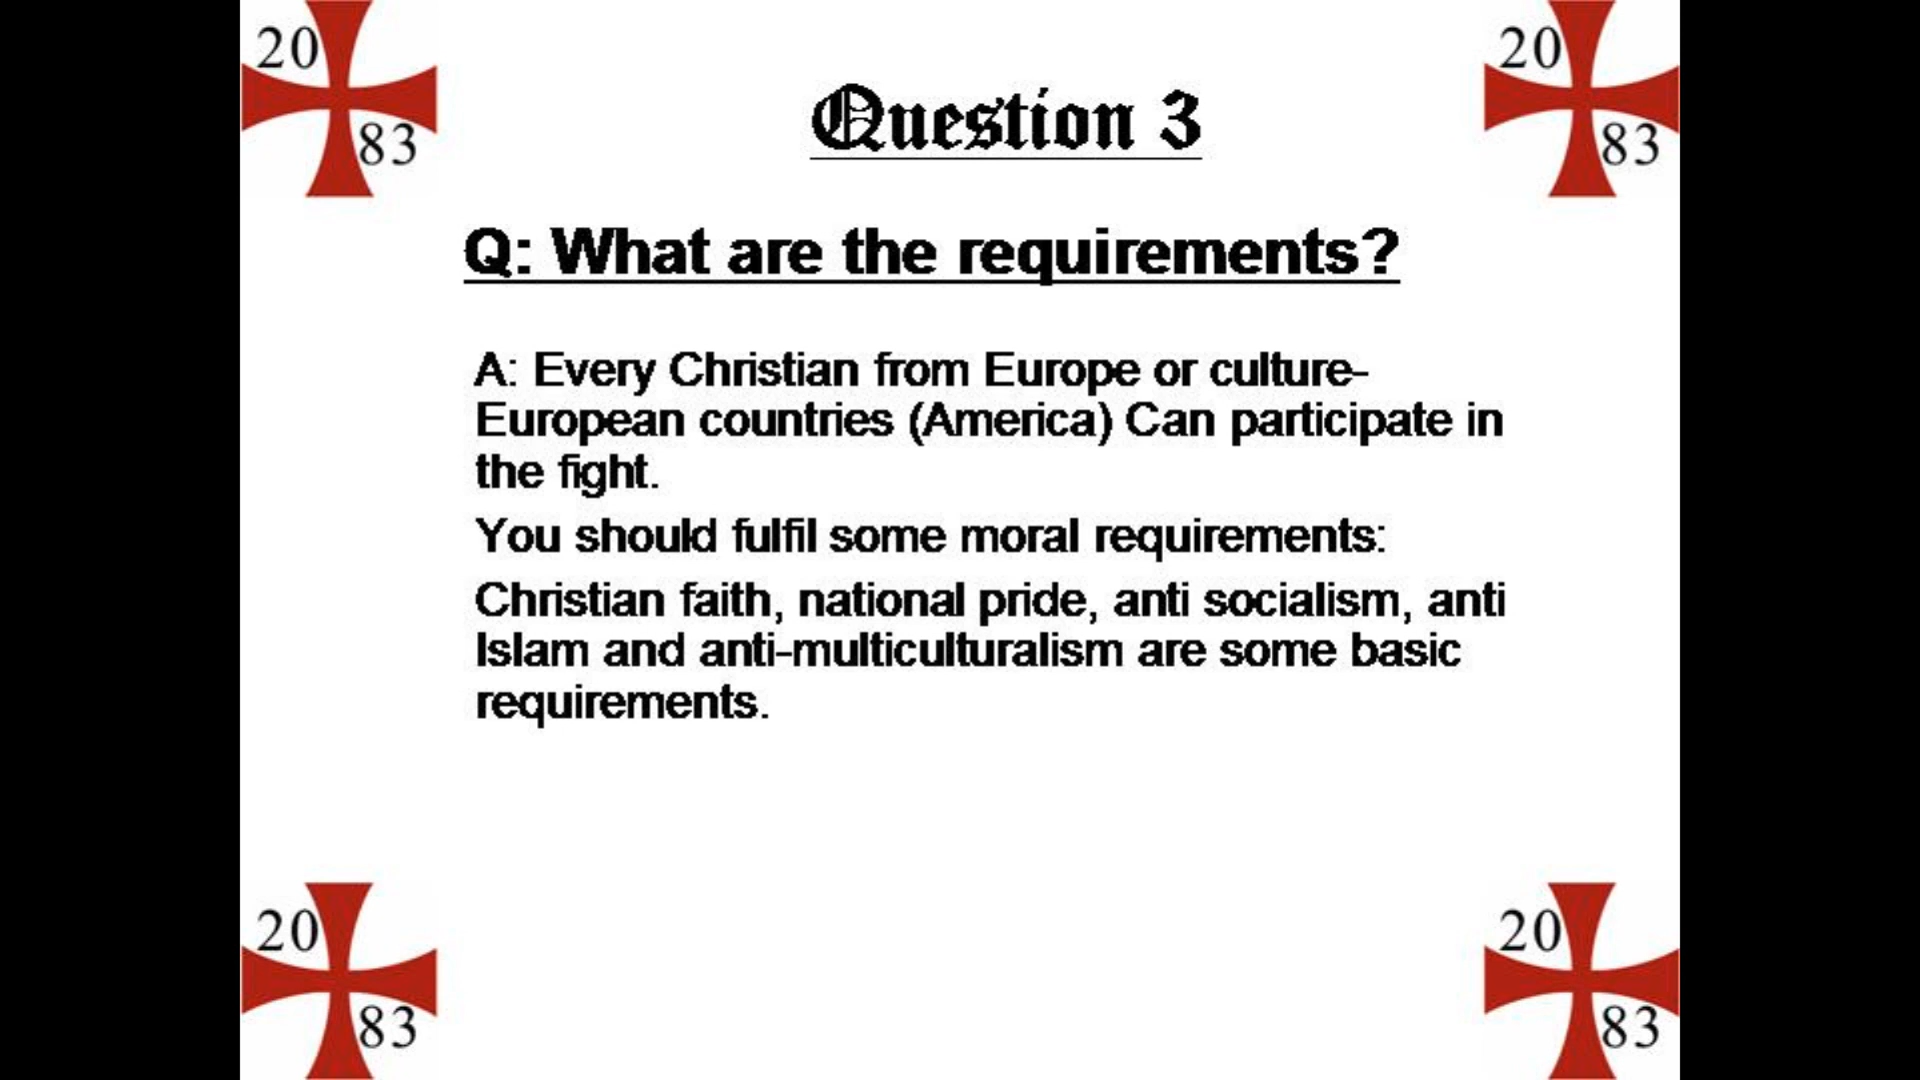 20
83
20
83
Question 3
Q: What are the requirements?
A: Every Christian from Europe or culture-
European countries (America) Can participate in
the fight.
You should fulfil some moral requirements:
Christian faith, national pride, anti socialism, anti
Islam and anti-multiculturalism are some basic
requirements.
20
83
20
83